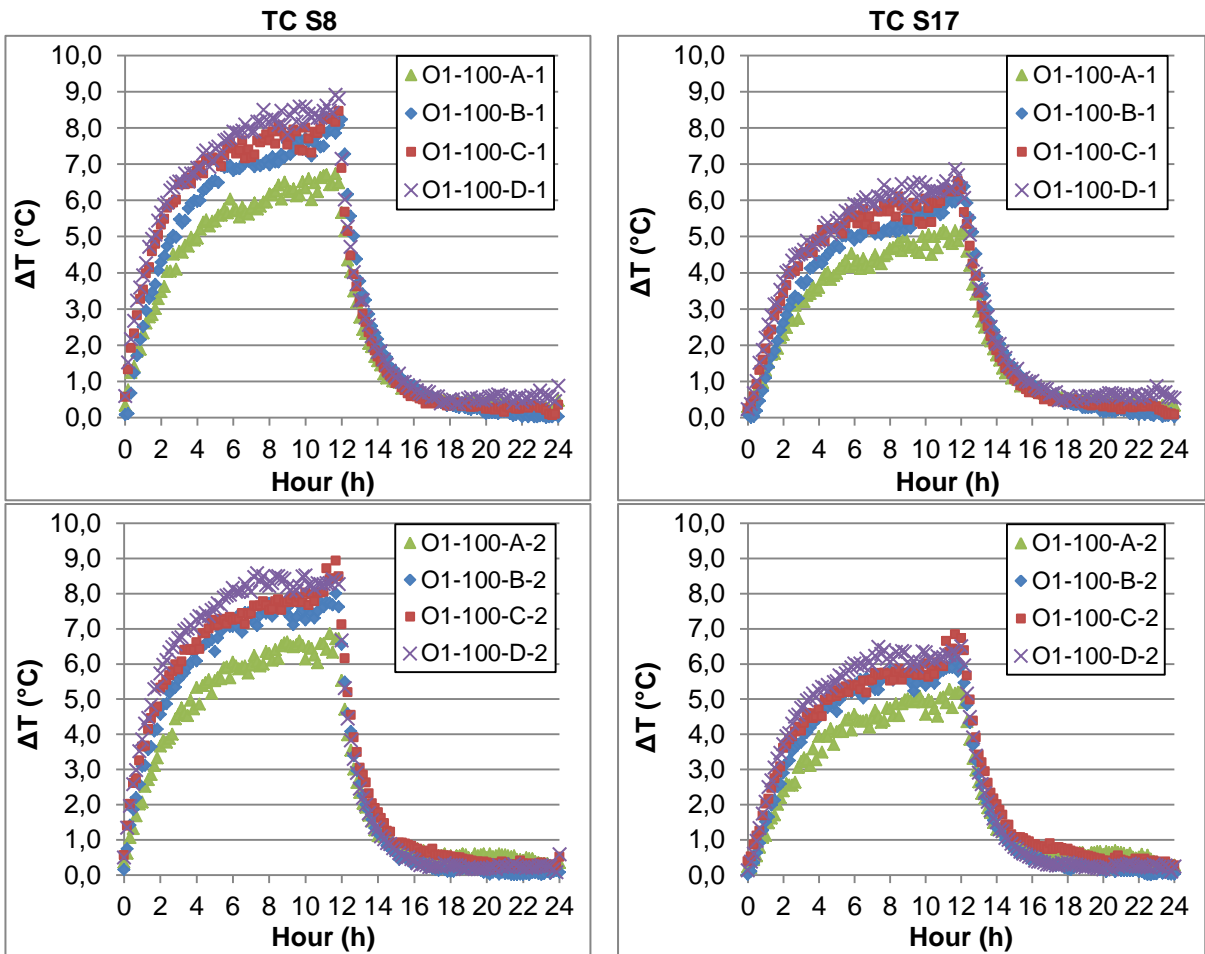 TC S8
TC S17
10,0
9,0
8,0
7,0
6,0
5,0
4,0
3,0
2,0
1,0
0,0
ΔT (°C)
0 2 4 6 8 10 12 14 16 18 20 22 24
Hour (h)
O1-100-A-1
O1-100-B-1
O1-100-C-1
O1-100-D-1
10,0
9,0
8,0
7,0
6,0
5,0
4,0
3,0
2,0
1,0
0,0
ΔT (°C)
0 2 4 6 8 10 12 14 16 18 20 22 24
Hour (h)
O1-100-A-1
O1-100-B-1
O1-100-C-1
O1-100-D-1
10,0
9,0
8,0
7,0
6,0
5,0
4,0
3,0
2,0
1,0
0,0
ΔT (°C)
0 2 4 6 8 10 12 14 16 18 20 22 24
Hour (h)
O1-100-A-2
O1-100-B-2
O1-100-C-2
O1-100-D-2
10,0
9,0
8,0
7,0
6,0
5,0
4,0
3,0
2,0
1,0
0,0
ΔT (°C)
0 2 4 6 8 10 12 14 16 18 20 22 24
Hour (h)
O1-100-A-2
O1-100-B-2
O1-100-C-2
O1-100-D-2